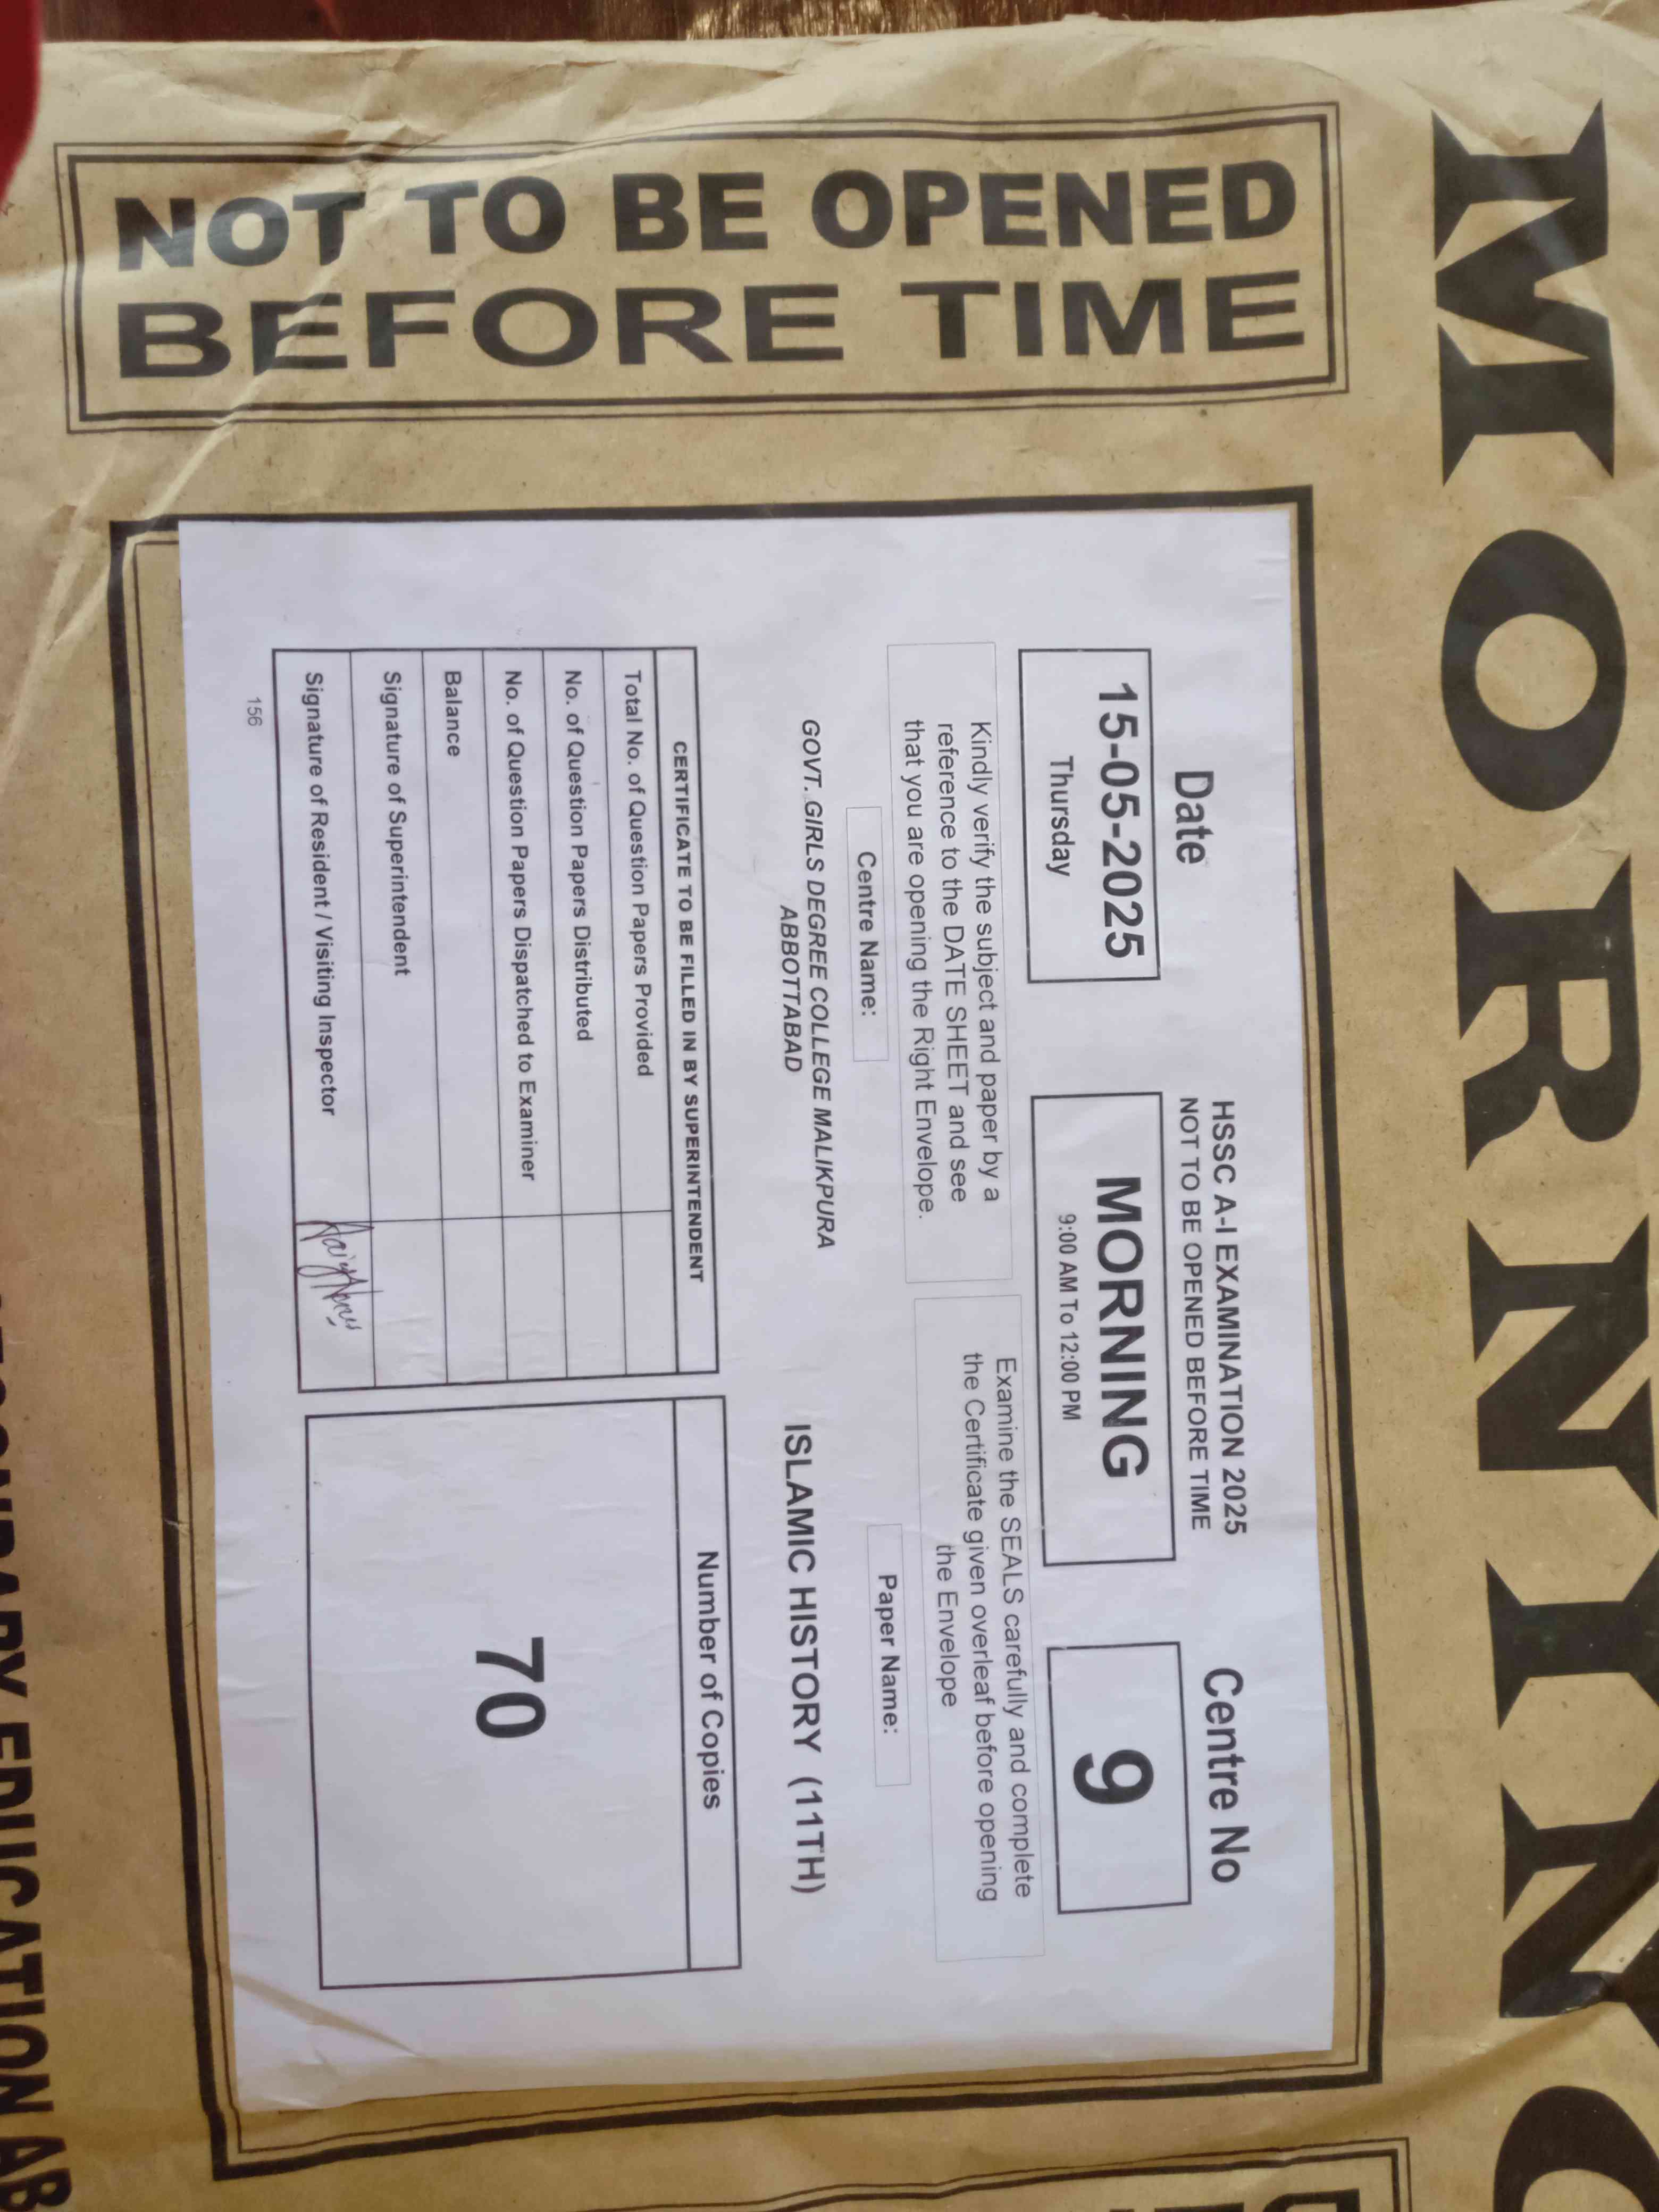 MORNING
NOT TO BE OPENED
BEFORE TIME
HSSC A-I EXAMINATION 2025
NOT TO BE OPENED BEFORE TIME
Date
Centre No
15-05-2025
Thursday
MORNING
9:00 AM To 12:00 PM
9
Kindly verify the subject and paper by a
reference to the DATE SHEET and see
that you are opening the Right Envelope.
Examine the SEALS carefully and complete
the Certificate given overleaf before opening
the Envelope
Centre Name:
Paper Name:
GOVT. GIRLS DEGREE COLLEGE MALIKPURA
ABBOTTABAD
ISLAMIC HISTORY (11TH)
CERTIFICATE TO BE FILLED IN BY SUPERINTENDENT
Total No. of Question Papers Provided
No. of Question Papers Distributed
No. of Question Papers Dispatched to Examiner
Balance
Signature of Superintendent
Signature of Resident / Visiting Inspector
Number of Copies
70
156
SECONDARY EDUCATION AB